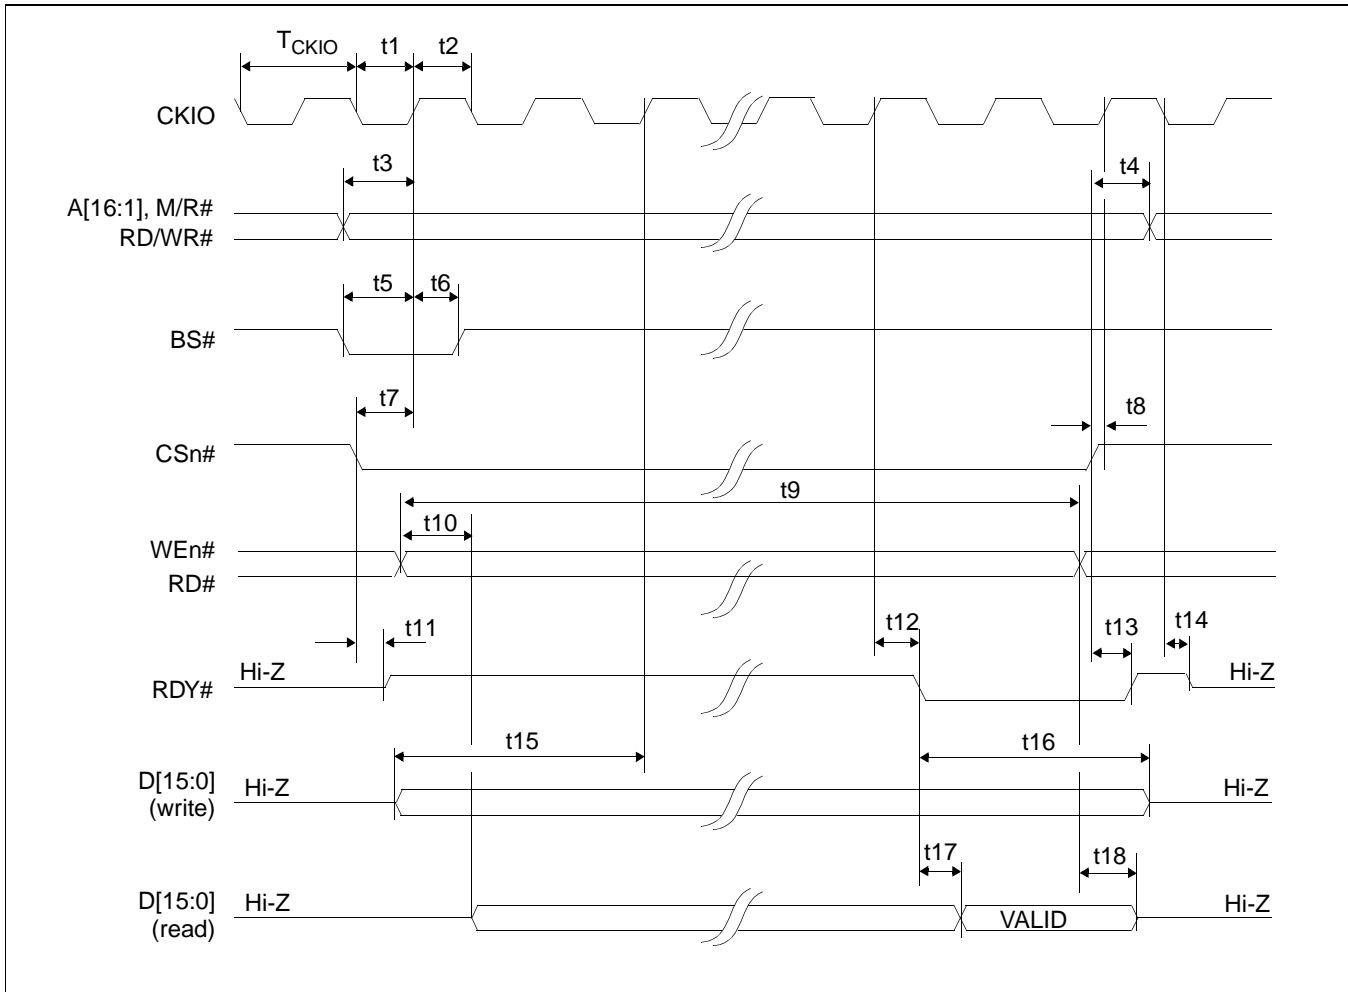 TCKIO t1 t2
CKIO
t3 t4
A[16:1], M/R#
RD/WR#
t5 t6
BS#
t7 t8
CSn#
t9
t10
WEn#
RD#
t11 t12 t13 t14
Hi-Z Hi-Z
RDY#
t15 t16
D[15:0]
(write)
Hi-Z Hi-Z
t17 t18
D[15:0]
(read)
Hi-Z VALID Hi-Z